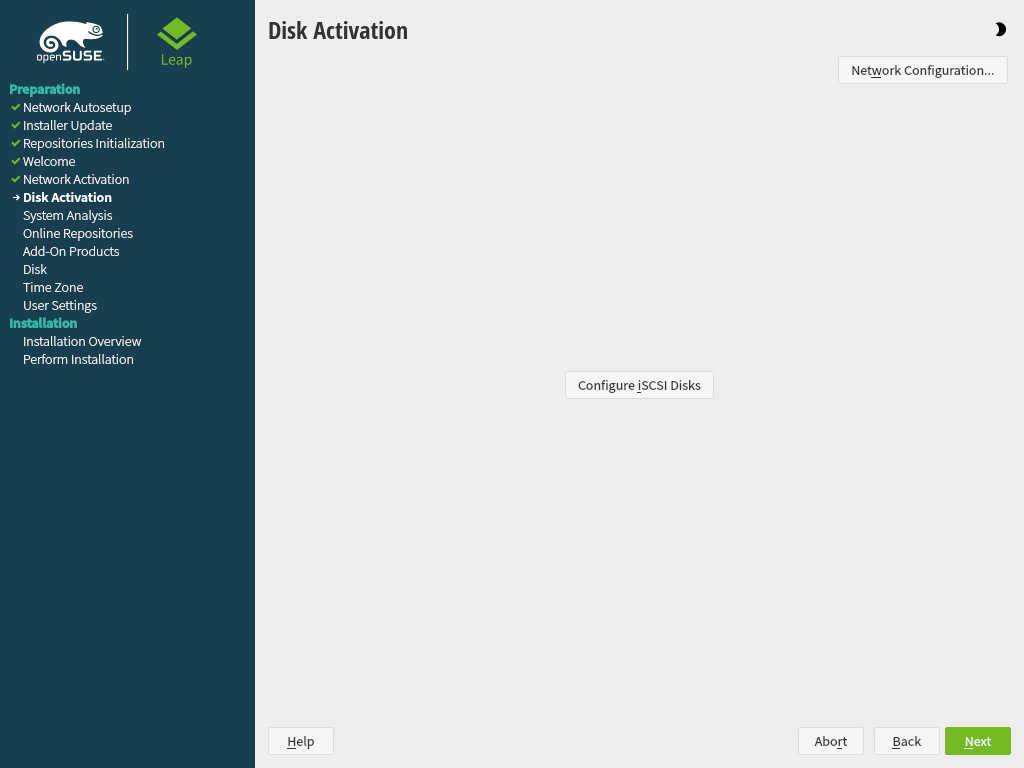 openSUSE
Leap
Preparation
Network Autosetup
Installer Update
Repositories Initialization
Welcome
Network Activation
Disk Activation
System Analysis
Online Repositories
Add-On Products
Disk
Time Zone
User Settings
Installation
Installation Overview
Perform Installation
Disk Activation
Network Configuration...
Configure iSCSI Disks
Help
Abort
Back
Next